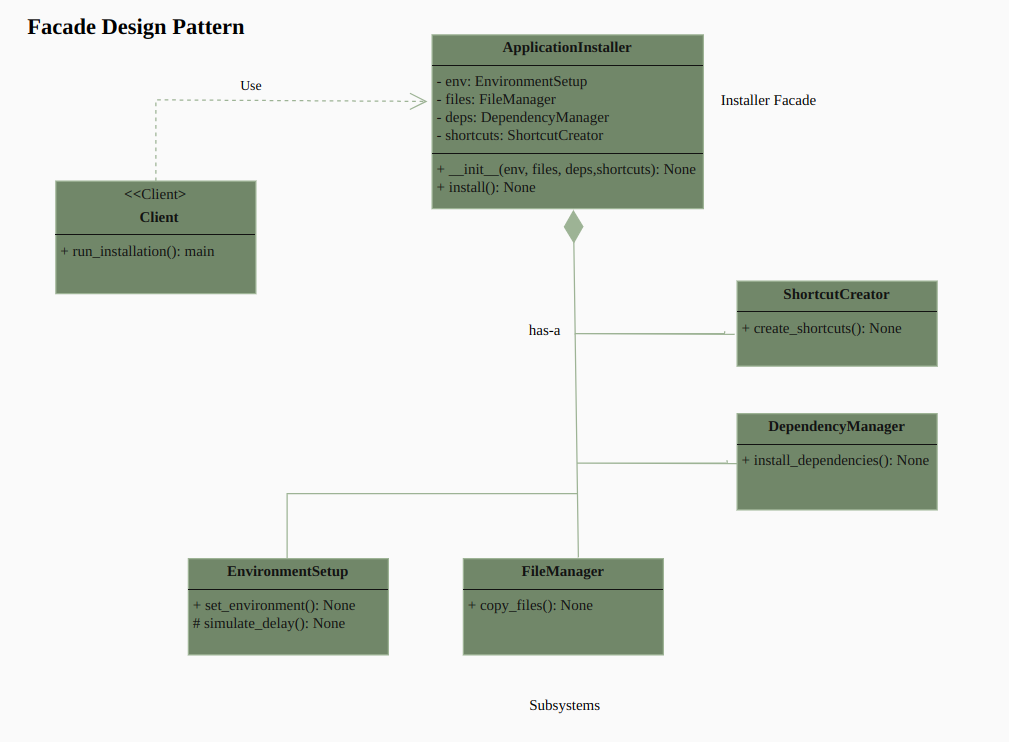 Facade Design Pattern
ApplicationInstaller
- env: EnvironmentSetup
- files: FileManager
- deps: DependencyManager
- shortcuts: ShortcutCreator
+ __init__(env, files, deps,shortcuts): None
+ install(): None
Use
Installer Facade
<<Client>
Client
+ run_installation(): main
has-a
ShortcutCreator
+ create_shortcuts(): None
DependencyManager
+ install_dependencies(): None
EnvironmentSetup
+ set_environment(): None
# simulate_delay(): None
FileManager
+ copy_files(): None
Subsystems